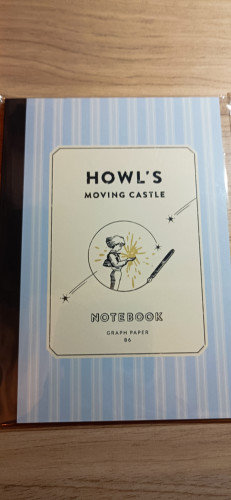 HOWL'S
MOVING CASTLE
NOTEBOOK
GRAPH PAPER
B6